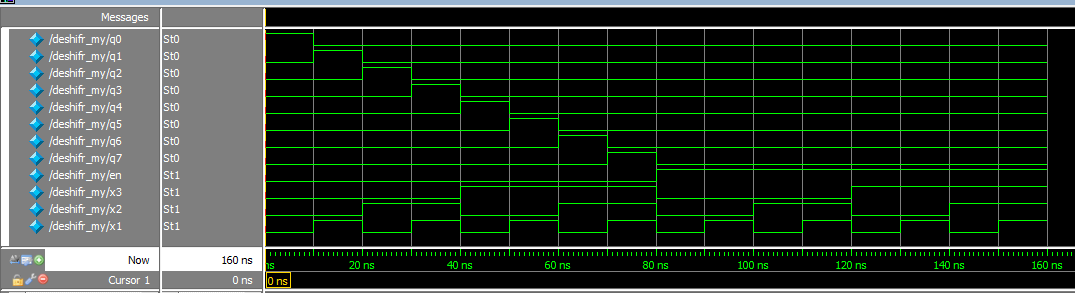 Messages
/deshifr_my/q0 St0
/deshifr_my/q1 St0
/deshifr_my/q2 St0
/deshifr_my/q3 St0
/deshifr_my/q4 St0
/deshifr_my/q5 St0
/deshifr_my/q6 St0
/deshifr_my/q7 St0
/deshifr_my/en St1
/deshifr_my/x3 St1
/deshifr_my/x2 St1
/deshifr_my/x1 St1
Now 160 ns ns 20 ns 40 ns 60 ns 80 ns 100 ns 120 ns 140 ns 160 ns
Cursor 1 0 ns 0 ns